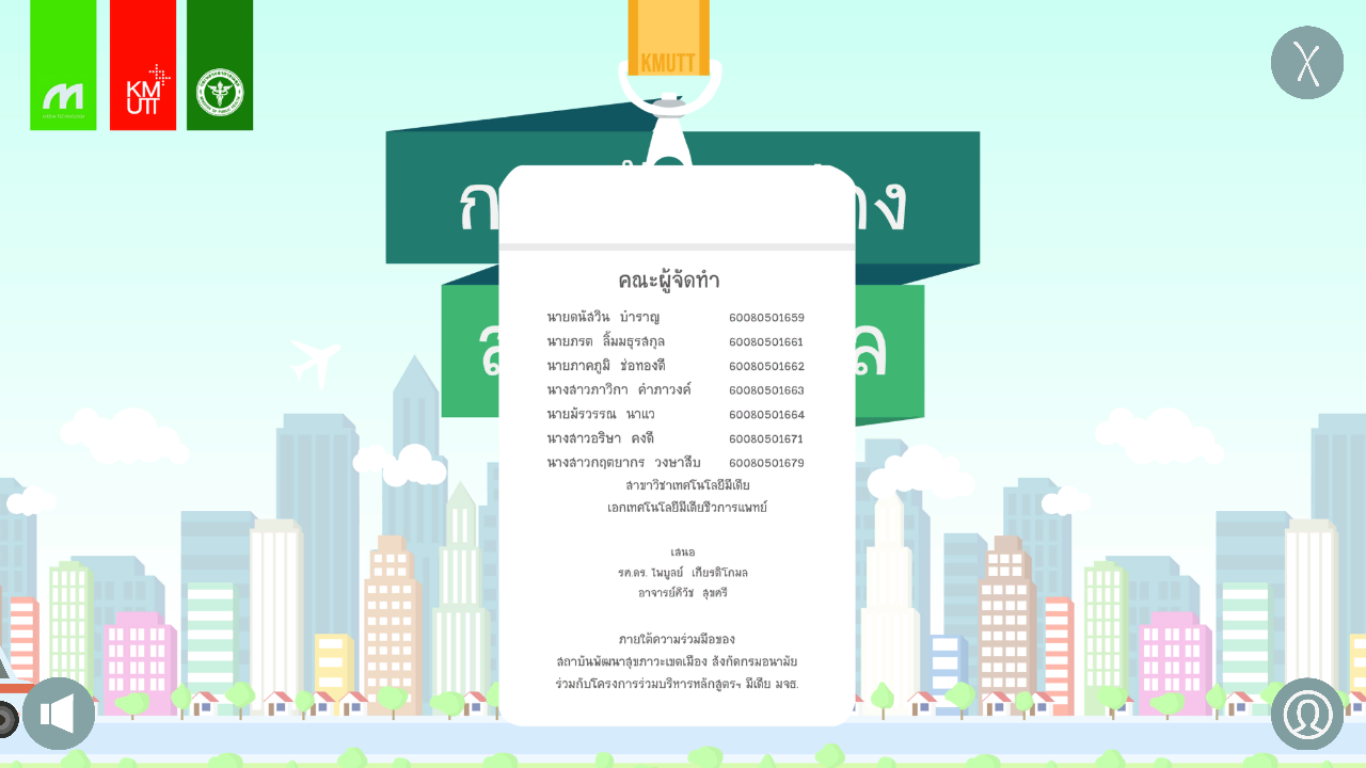 KMUTT
KM
UTT
คณะผู้จัดทำ
นายดนัสวิน บำราญ 60080501659
นายภรต ลิ้มมธุรสกุล 60080501661
นายภาคภูมิ ช่อทองดี 60080501662
นางสาวภาวิกา คำภาวงค์ 60080501663
นายมัรวรรณ นาแว 60080501664
นางสาวอริษา คงดี 60080501671
นางสาวกฤตยากร วงษาสืบ 60080501679
สาขาวิชาเทคโนโลยีมีเดีย
เอกเทคโนโลยีมีเดียชีวการแพทย์
เสนอ
รศ.ดร. ไพบูลย์ เกียรติโกมล
อาจารย์ศิวัช สุขศรี
ภายใต้ความร่วมมือของ
สถาบันพัฒนาสุขภาวะเขตเมือง สังกัดกรมอนามัย
ร่วมกับโครงการร่วมบริหารหลักสูตรฯ มีเดีย มจธ.